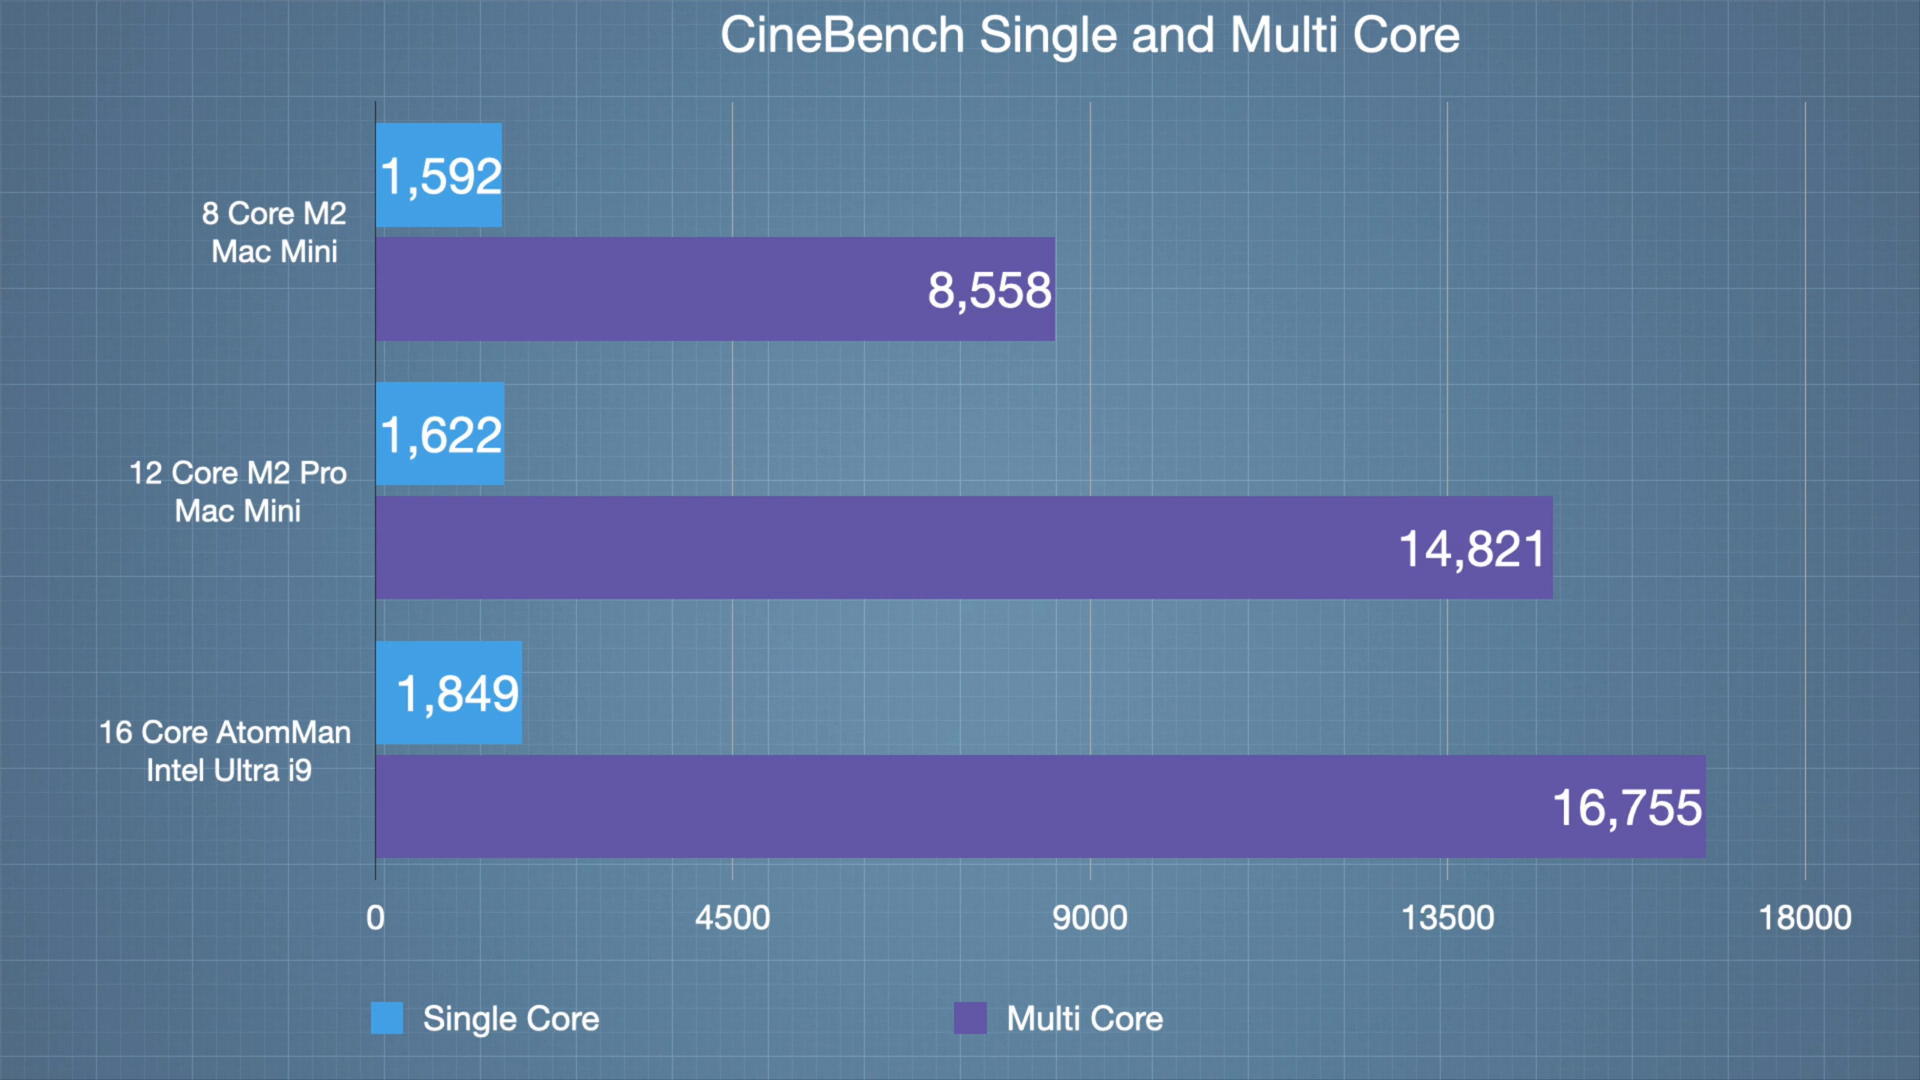 CineBench Single and Multi Core
8 Core M2
Mac Mini
1,592
8,558
12 Core M2 Pro
Mac Mini
1,622
14,821
16 Core AtomMan
Intel Ultra i9
1,849
16,755
0 4500 9000 13500 18000
Single Core Multi Core